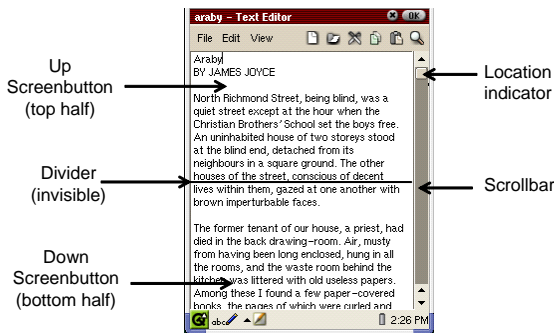 araby – Text Editor
OK
File Edit View
Araby
BY JAMES JOYCE
North Richmond Street, being blind, was a
quiet street except at the hour when the
Christian Brothers' School set the boys free.
An uninhabited house of two storeys stood
at the blind end, detached from its
neighbours in a square ground. The other
houses of the street, conscious of decent
lives within them, gazed at one another with
brown imperturbable faces.
The former tenant of our house, a priest, had
died in the back drawing-room. Air, musty
from having been long enclosed, hung in all
the rooms, and the waste room behind the
kitchen was littered with old useless papers.
Among these I found a few paper-covered
books, the pages of which were curled and
abc
2:26 PM
Up
Screenbutton
(top half)
Divider
(invisible)
Down
Screenbutton
(bottom half)
Location
indicator
Scrollbar